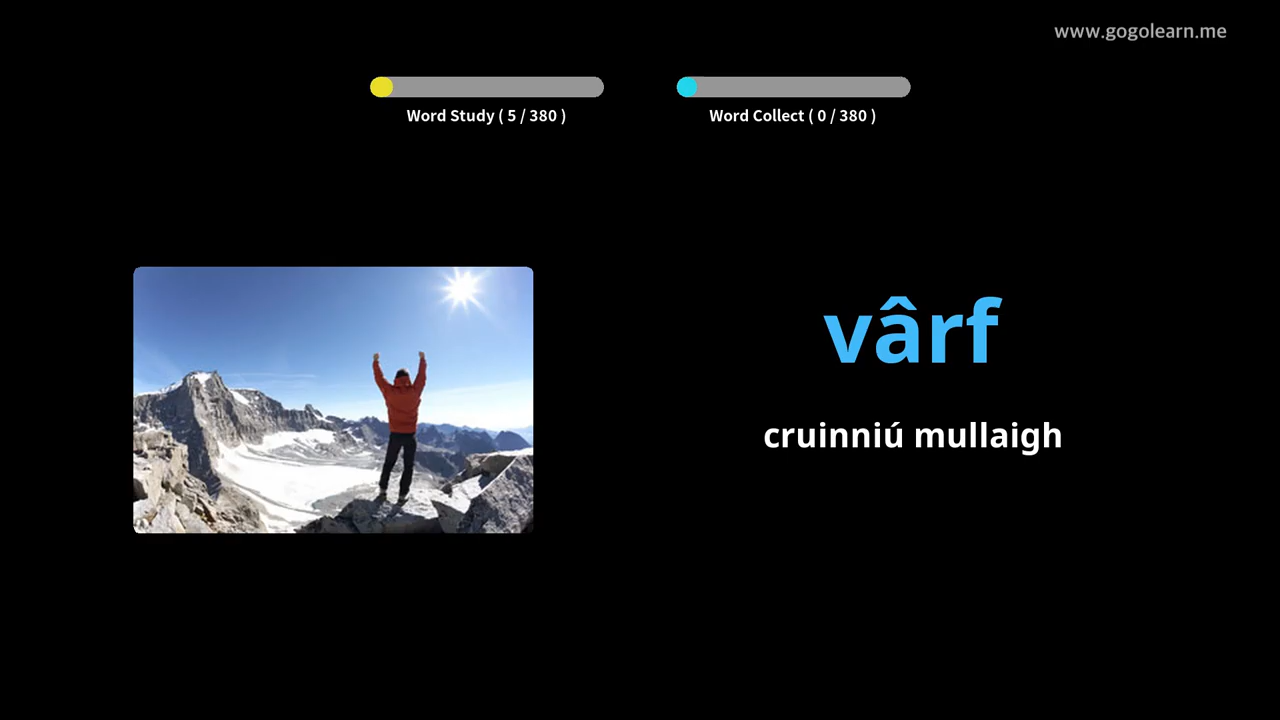 www.gogolearn.me
Word Study ( 5 / 380 )
Word Collect ( 0 / 380 )
vârf
cruinniú mullaigh